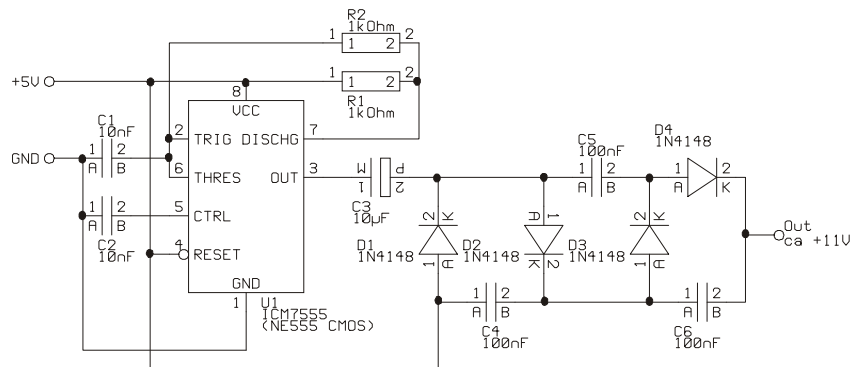 R2
1kOhm
1 1 2 2
+5V
1 1 2 2
R1
1kOhm
8
VCC
C1
10nF
2 TRIG DISCHG 7
GND
1 2
A B
6 THRES OUT 3
M P
1 2
C3
10µF
C5
100nF
1 2
A B
D4
1N4148
1 2
A K
1 2
A B
5 CTRL
C2
10nF
4 RESET
GND
1
U1
ICM7555
(NE555 CMOS)
2 K
D1
1N4148
1 A
1 A
D2
1N4148
2 K
2 K
D3
1N4148
1 A
Out
ca +11V
1 2
A B
C4
100nF
1 2
A B
C6
100nF